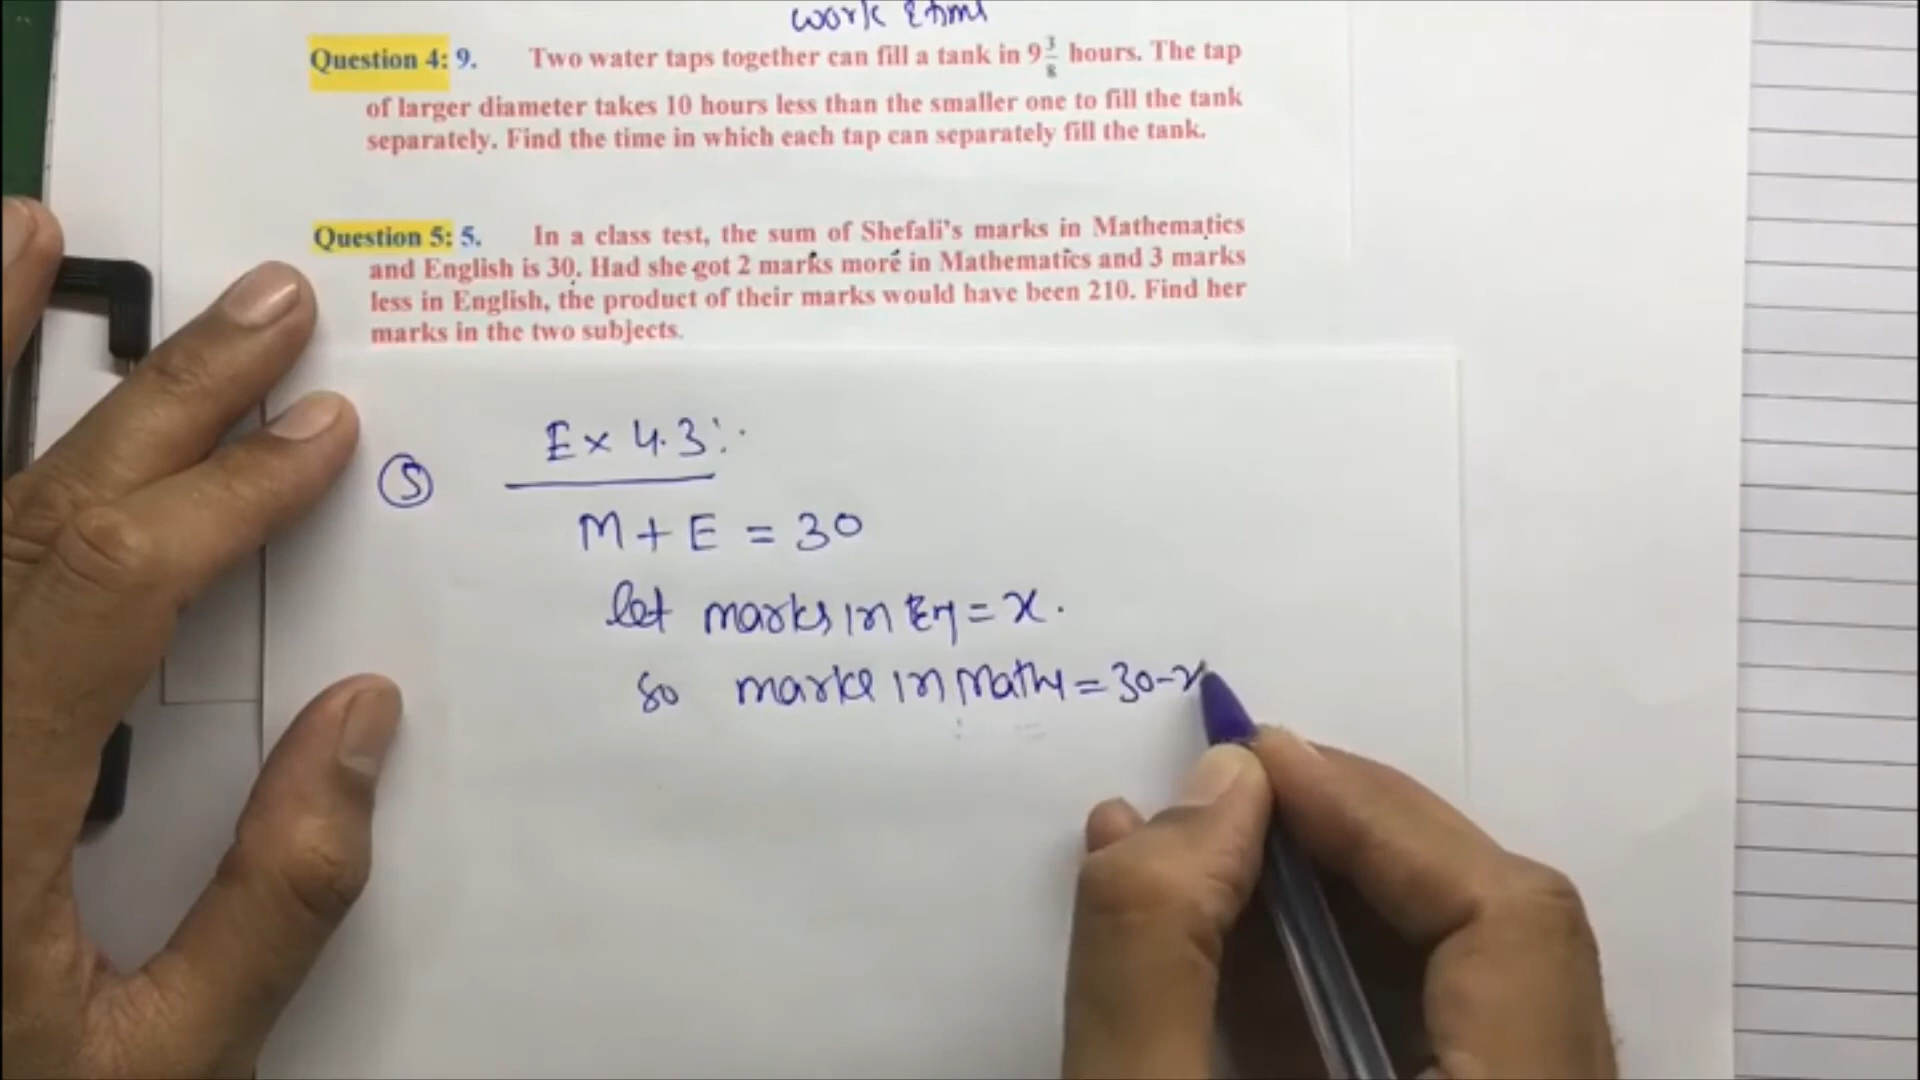 work & time
Question 4: 9. Two water taps together can fill a tank in 9 3/8 hours. The tap
of larger diameter takes 10 hours less than the smaller one to fill the tank
separately. Find the time in which each tap can separately fill the tank.
Question 5: 5. In a class test, the sum of Shefali's marks in Mathematics
and English is 30. Had she got 2 marks more in Mathematics and 3 marks
less in English, the product of their marks would have been 210. Find her
marks in the two subjects.
Ex 4.3:.
5
M + E = 30
let marks in Eng = x.
so marks in Maths = 30-x